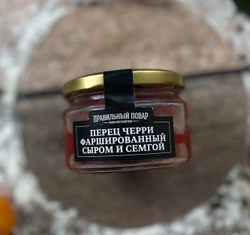 ПРАВИЛЬНЫЙ ПОВАР
ПЕРЕЦ ЧЕРРИ
ФАРШИРОВАННЫЙ
СЫРОМ И СЕМГОЙ